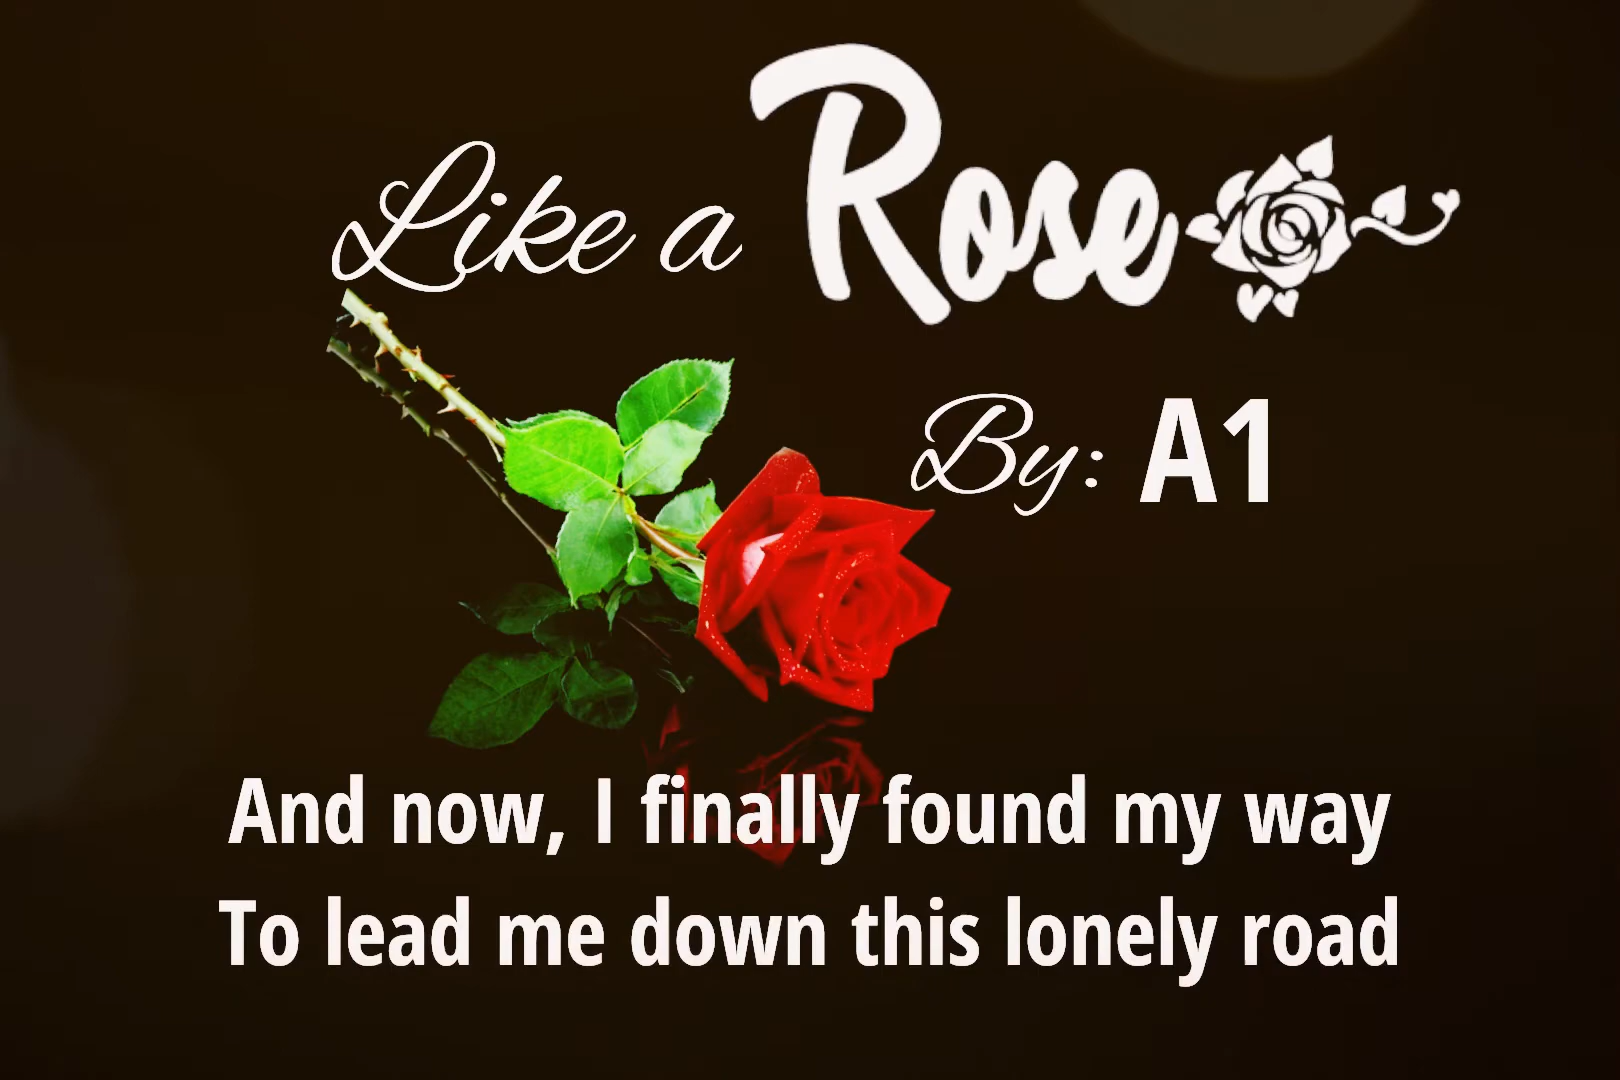 Like a Rose
By: A1
And now, I finally found my way
To lead me down this lonely road